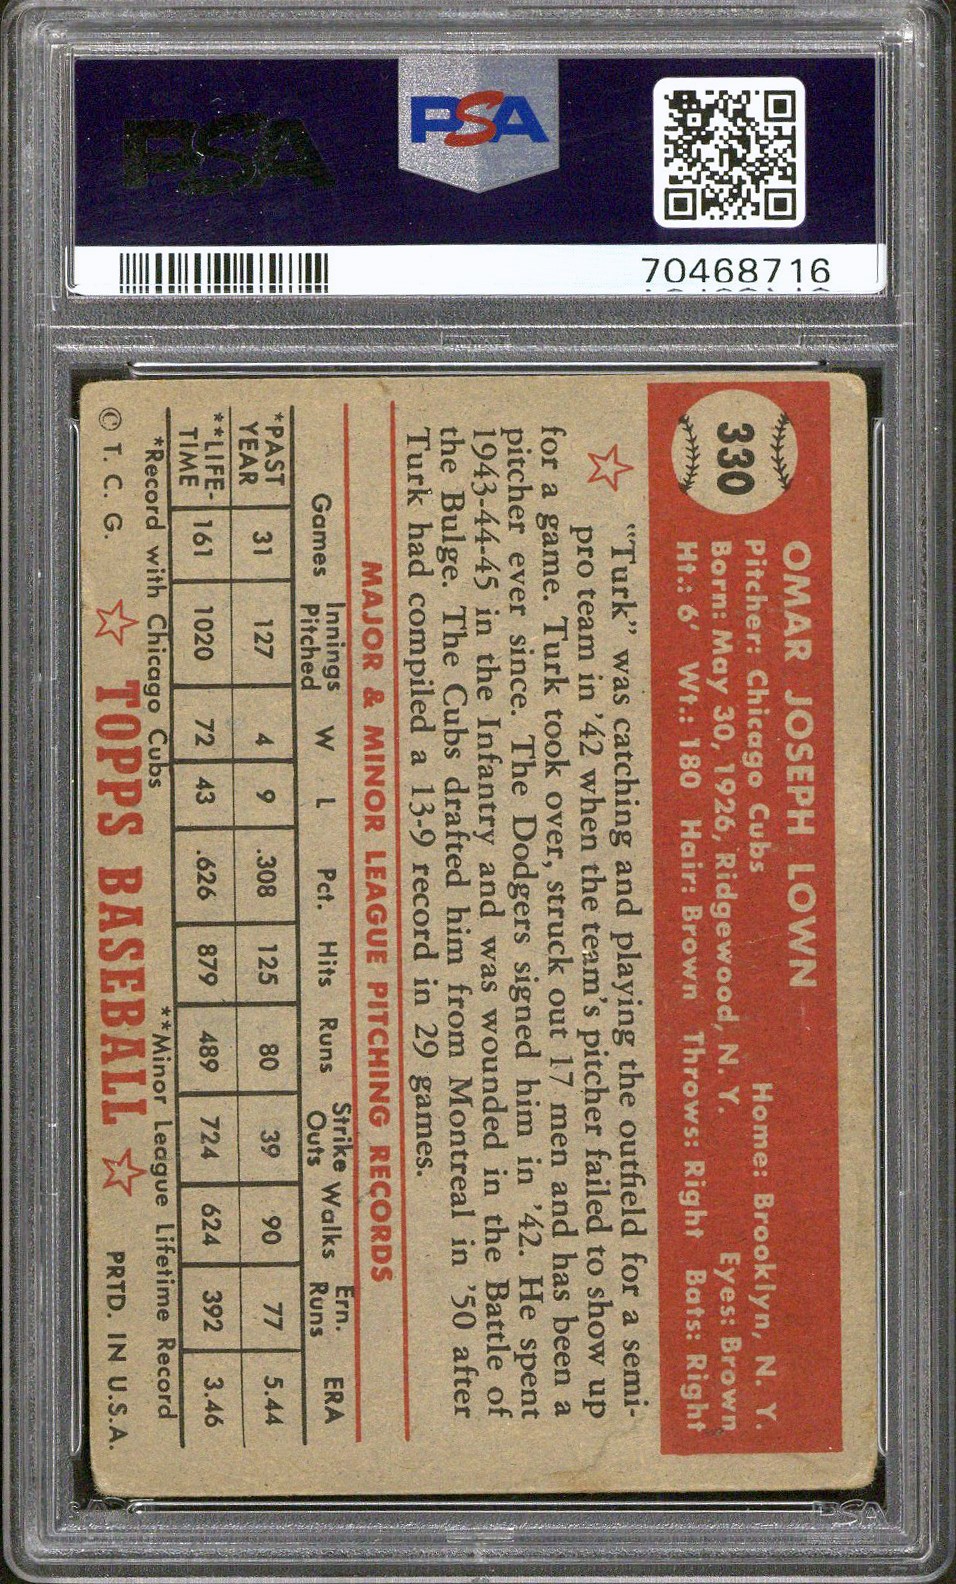 PSA
PSA
70468716
330
OMAR JOSEPH LOWN
Pitcher: Chicago Cubs Home: Brooklyn, N. Y.
Born: May 30, 1926, Ridgewood, N. Y. Eyes: Brown
Ht.: 6' Wt.: 180 Hair: Brown Throws: Right Bats: Right
"Turk" was catching and playing the outfield for a semi-
pro team in '42 when the team's pitcher failed to show up
for a game. Turk took over, struck out 17 men and has been a
pitcher ever since. The Dodgers signed him in '42. He spent
1943-44-45 in the Infantry and was wounded in the Battle of
the Bulge. The Cubs drafted him from Montreal in '50 after
Turk had compiled a 13-9 record in 29 games.
MAJOR & MINOR LEAGUE PITCHING RECORDS
Games Innings Pitched W L Pct. Hits Runs Strike Outs Walks Ern. Runs ERA
*PAST YEAR 31 127 4 9 .308 125 80 39 90 77 5.44
**LIFE-TIME 161 1020 72 43 .626 879 489 724 624 392 3.46
*Record with Chicago Cubs **Minor League Lifetime Record
© T. C. G. TOPPS BASEBALL PRTD. IN U.S.A.
PSA